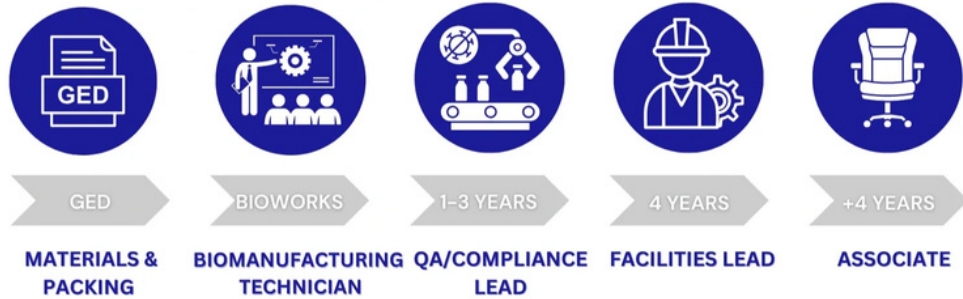 GED
GED
BIOWORKS
1-3 YEARS
4 YEARS
+4 YEARS
MATERIALS &
PACKING
BIOMANUFACTURING
TECHNICIAN
QA/COMPLIANCE
LEAD
FACILITIES LEAD
ASSOCIATE